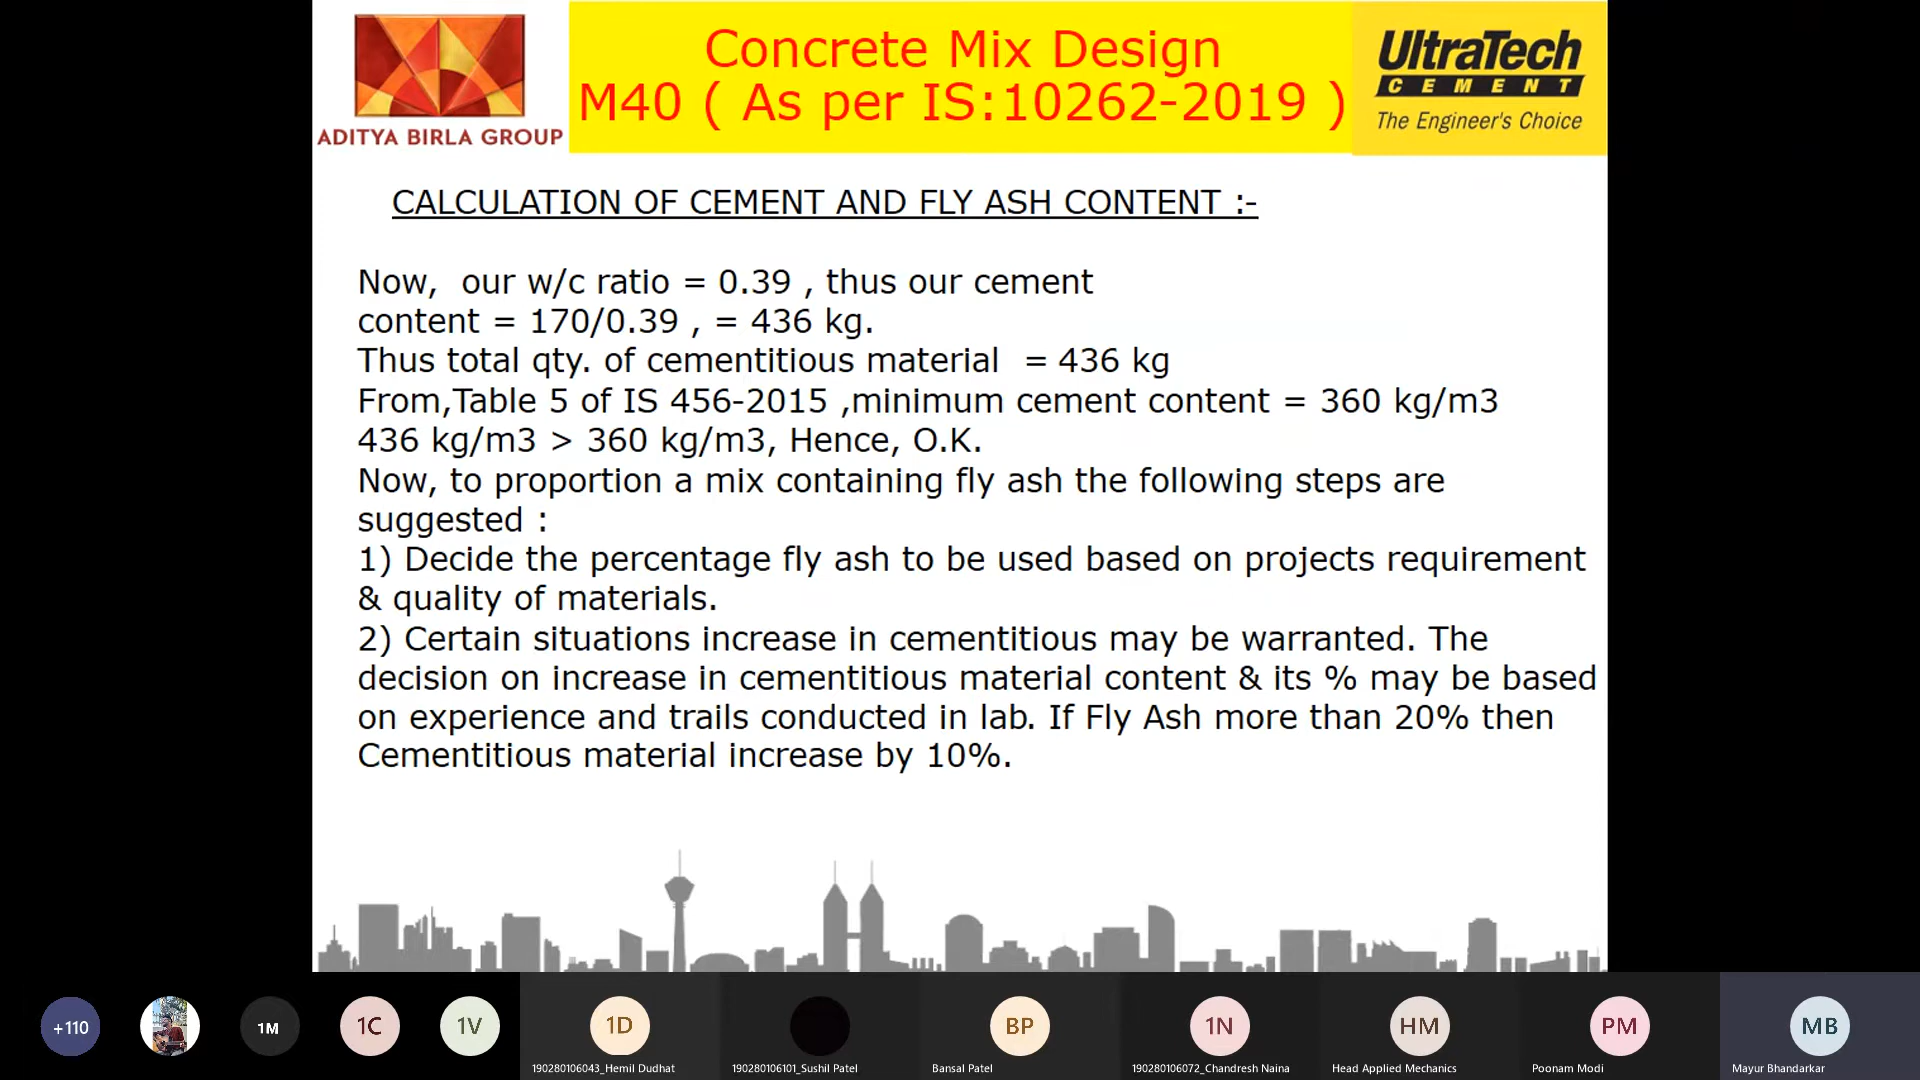 ADITYA BIRLA GROUP
Concrete Mix Design
M40 ( As per IS:10262-2019 )
UltraTech
CEMENT
The Engineer's Choice
CALCULATION OF CEMENT AND FLY ASH CONTENT :-
Now, our w/c ratio = 0.39 , thus our cement
content = 170/0.39 , = 436 kg.
Thus total qty. of cementitious material = 436 kg
From,Table 5 of IS 456-2015 ,minimum cement content = 360 kg/m3
436 kg/m3 > 360 kg/m3, Hence, O.K.
Now, to proportion a mix containing fly ash the following steps are
suggested :
1) Decide the percentage fly ash to be used based on projects requirement
& quality of materials.
2) Certain situations increase in cementitious may be warranted. The
decision on increase in cementitious material content & its % may be based
on experience and trails conducted in lab. If Fly Ash more than 20% then
Cementitious material increase by 10%.
+110
1M
1C
1V
1D
BP
1N
HM
PM
MB
190280106043_Hemil Dudhat
190280106101_Sushil Patel
Bansal Patel
190280106072_Chandresh Naina
Head Applied Mechanics
Poonam Modi
Mayur Bhandarkar